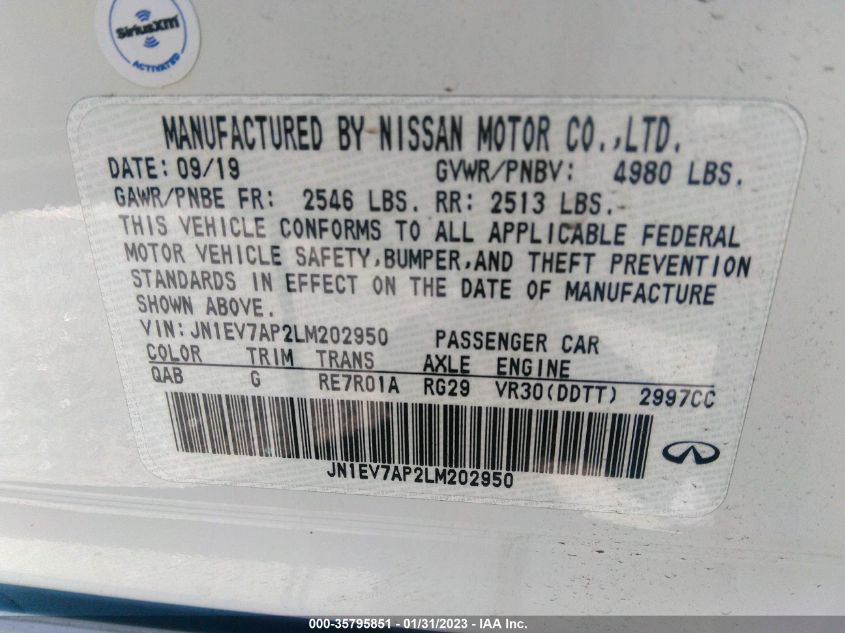 SiriusXM
ACTIVATED
MANUFACTURED BY NISSAN MOTOR CO.,LTD.
DATE: 09/19 GVWR/PNBV: 4980 LBS.
GAWR/PNBE FR: 2546 LBS. RR: 2513 LBS.
THIS VEHICLE CONFORMS TO ALL APPLICABLE FEDERAL
MOTOR VEHICLE SAFETY,BUMPER,AND THEFT PREVENTION
STANDARDS IN EFFECT ON THE DATE OF MANUFACTURE
SHOWN ABOVE.
VIN:JN1EV7AP2LM202950 PASSENGER CAR
COLOR TRIM TRANS AXLE ENGINE
QAB G RE7R01A RG29 VR30(DDTT) 2997CC
JN1EV7AP2LM202950
000-35795851 - 01/31/2023 - IAA Inc.